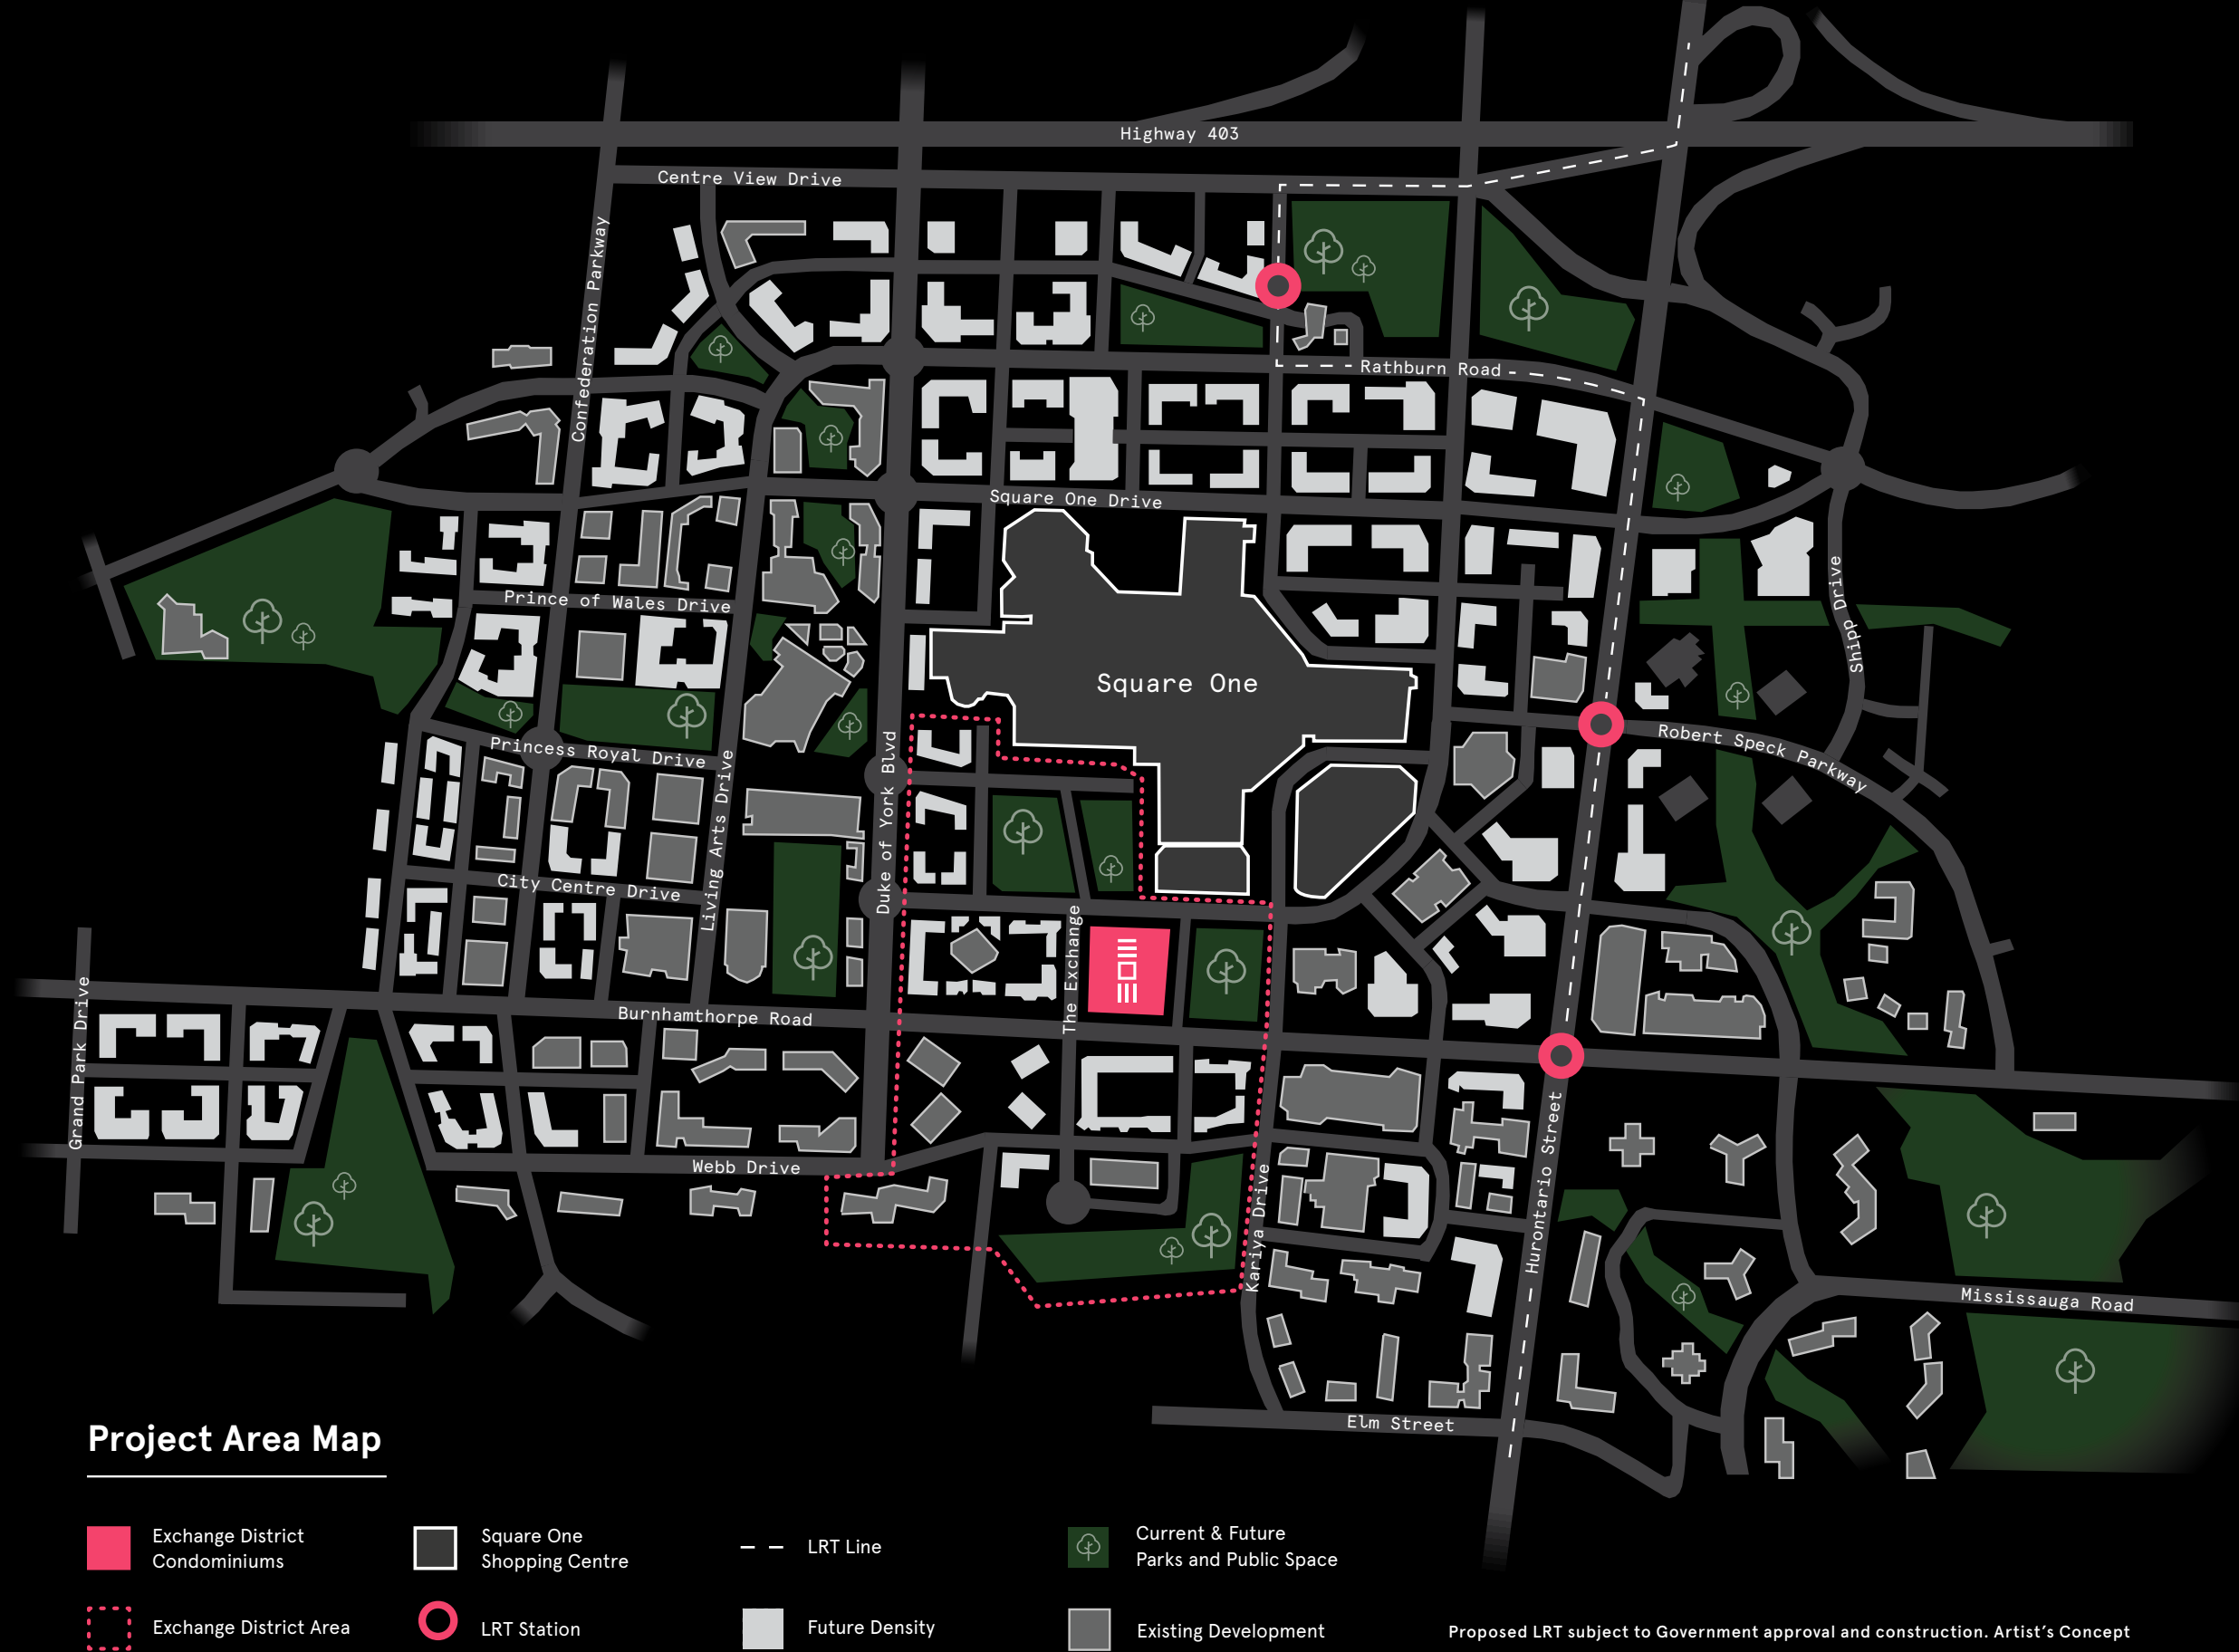 Highway 403
Centre View Drive
Confederation Parkway
Rathburn Road
Square One Drive
Prince of Wales Drive
Shipp Drive
Square One
Robert Speck Parkway
Princess Royal Drive
Living Arts Drive
Duke of York Blvd
City Centre Drive
The Exchange
Grand Park Drive
Burnhamthorpe Road
Webb Drive
Kariya Drive
Hurontario Street
Mississauga Road
Elm Street
Project Area Map
Exchange District
Condominiums
Square One
Shopping Centre
LRT Line
Current & Future
Parks and Public Space
Exchange District Area
LRT Station
Future Density
Existing Development
Proposed LRT subject to Government approval and construction. Artist's Concept